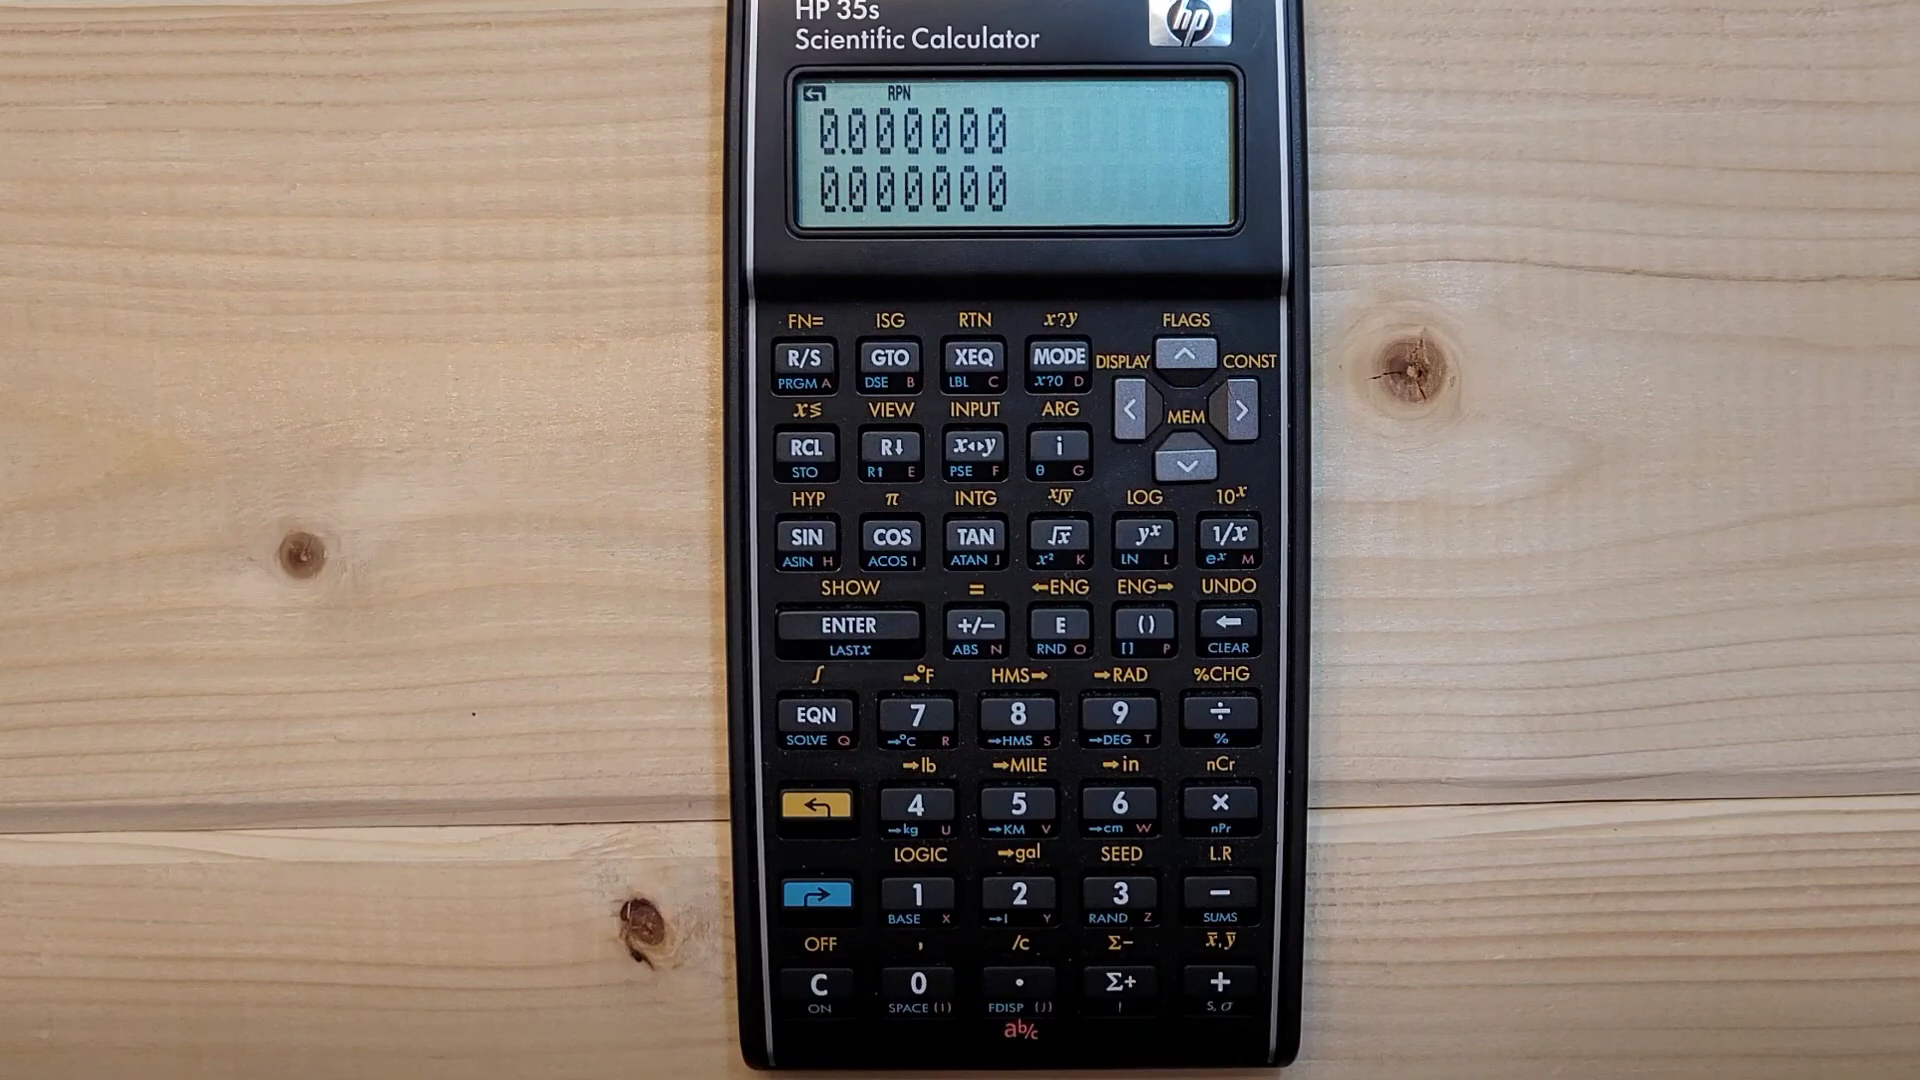 HP 35s
Scientific Calculator
hp
RPN
0.000000
0.000000
FN= ISG RTN x?y FLAGS
R/S GTO XEQ MODE DISPLAY CONST
PRGM A DSE B LBL C x?0 D
x≶ VIEW INPUT ARG MEM
RCL R↓ x↔y i
STO R↑ E PSE F θ G
HYP π INTG x√y LOG 10ˣ
SIN COS TAN √x yˣ 1/x
ASIN H ACOS I ATAN J x² K LN L eˣ M
SHOW = ←ENG ENG→ UNDO
ENTER +/− E () ←
LASTx ABS N RND O [] P CLEAR
∫ →°F HMS→ →RAD %CHG
EQN 7 8 9 ÷
SOLVE Q →°C R →HMS S →DEG T %
→lb →MILE →in nCr
4 5 6 ×
→kg U →KM V →cm W nPr
LOGIC →gal SEED L.R
1 2 3 −
BASE X →l Y RAND Z SUMS
OFF , /c Σ− x̄,ȳ
C 0 . Σ+ +
ON SPACE (I) FDISP (J) ! s,σ
ab/c